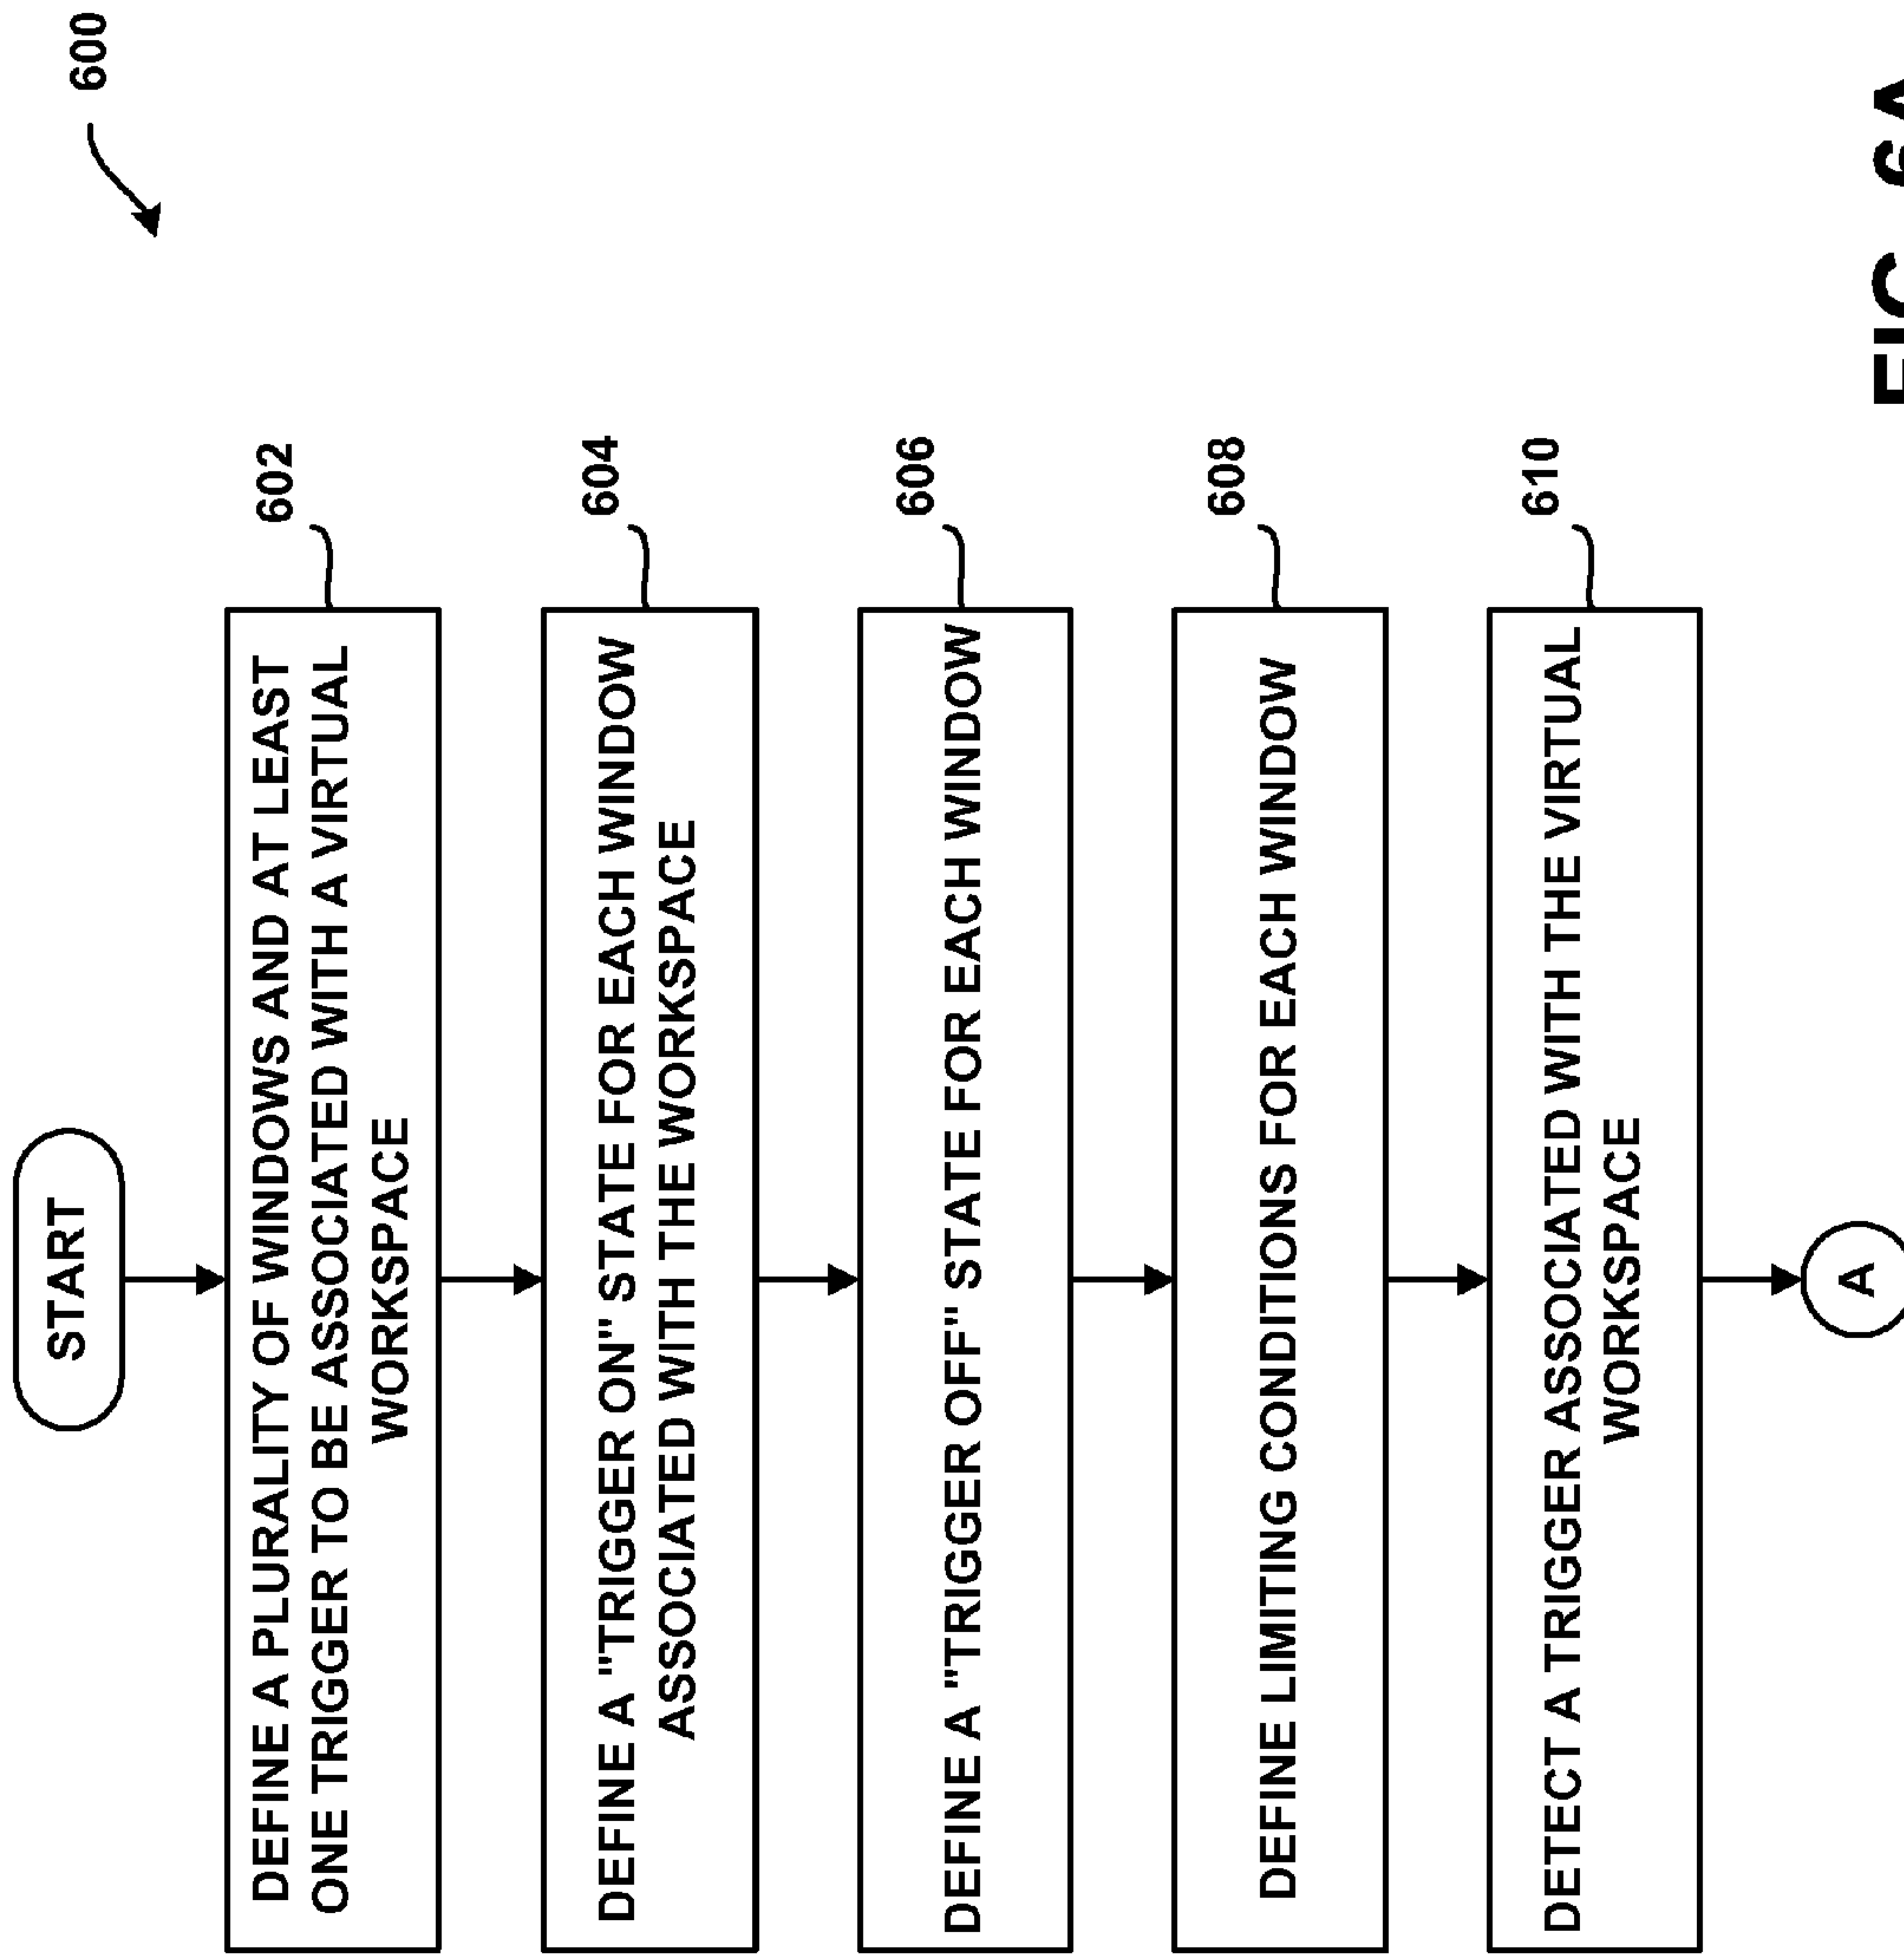 600
START
DEFINE A PLURALITY OF WINDOWS AND AT LEAST
ONE TRIGGER TO BE ASSOCIATED WITH A VIRTUAL
WORKSPACE
602
DEFINE A "TRIGGER ON" STATE FOR EACH WINDOW
ASSOCIATED WITH THE WORKSPACE
604
DEFINE A "TRIGGER OFF" STATE FOR EACH WINDOW
606
DEFINE LIMITING CONDITIONS FOR EACH WINDOW
608
DETECT A TRIGGER ASSOCIATED WITH THE VIRTUAL
WORKSPACE
610
A